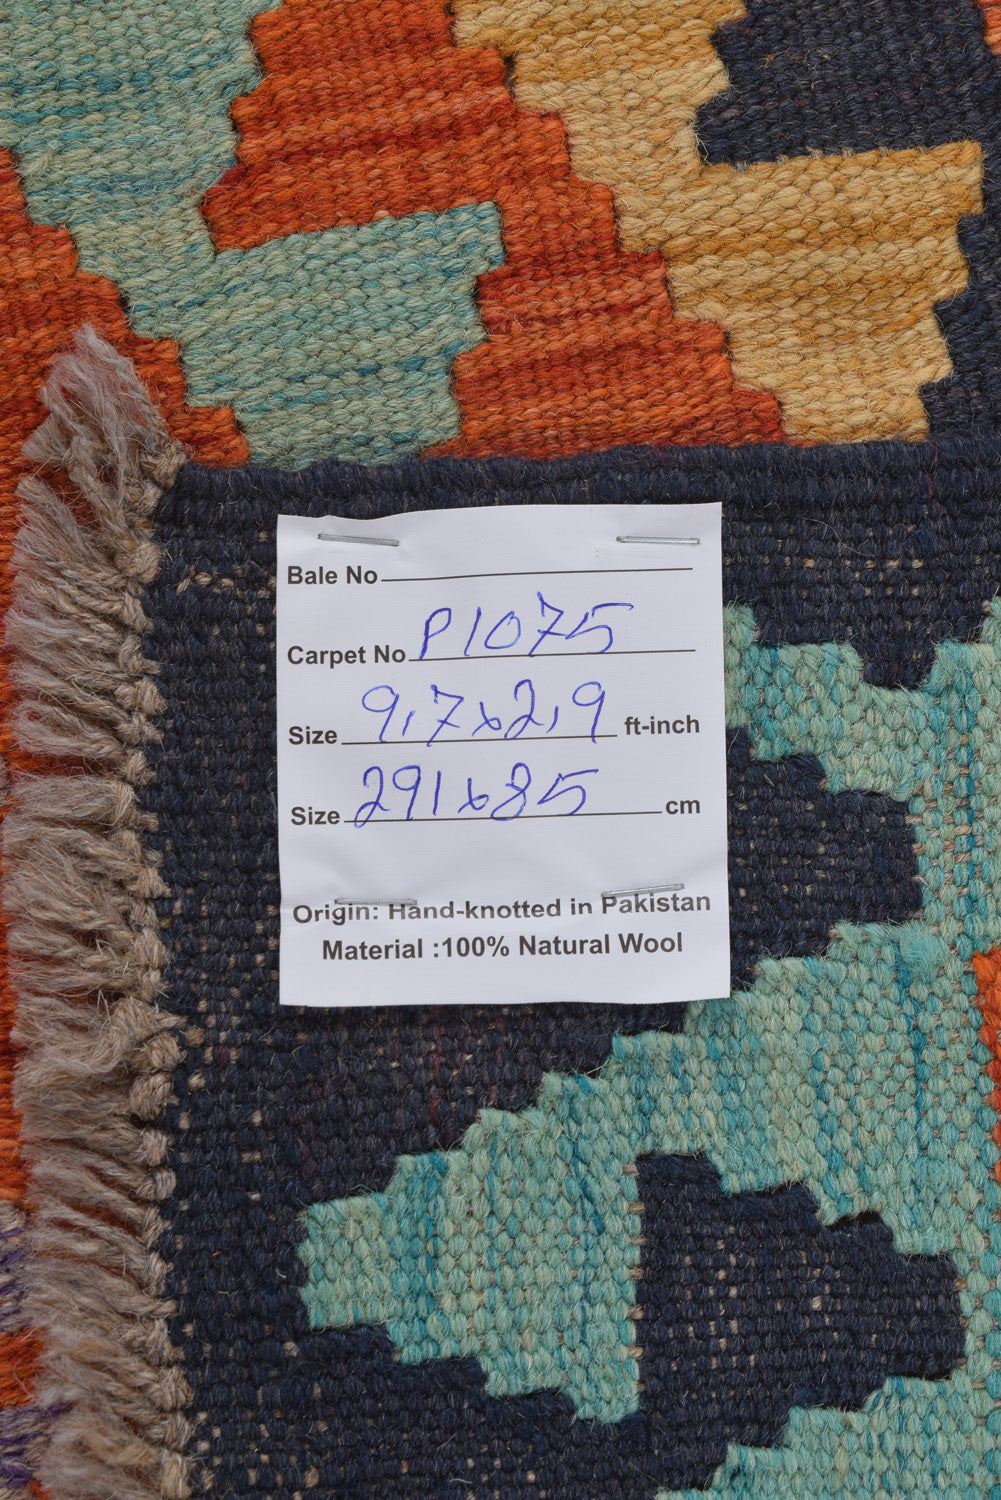 Bale No
Carpet No P1075
Size 9,7x2,9 ft-inch
Size 291x85 cm
Origin: Hand-knotted in Pakistan
Material :100% Natural Wool